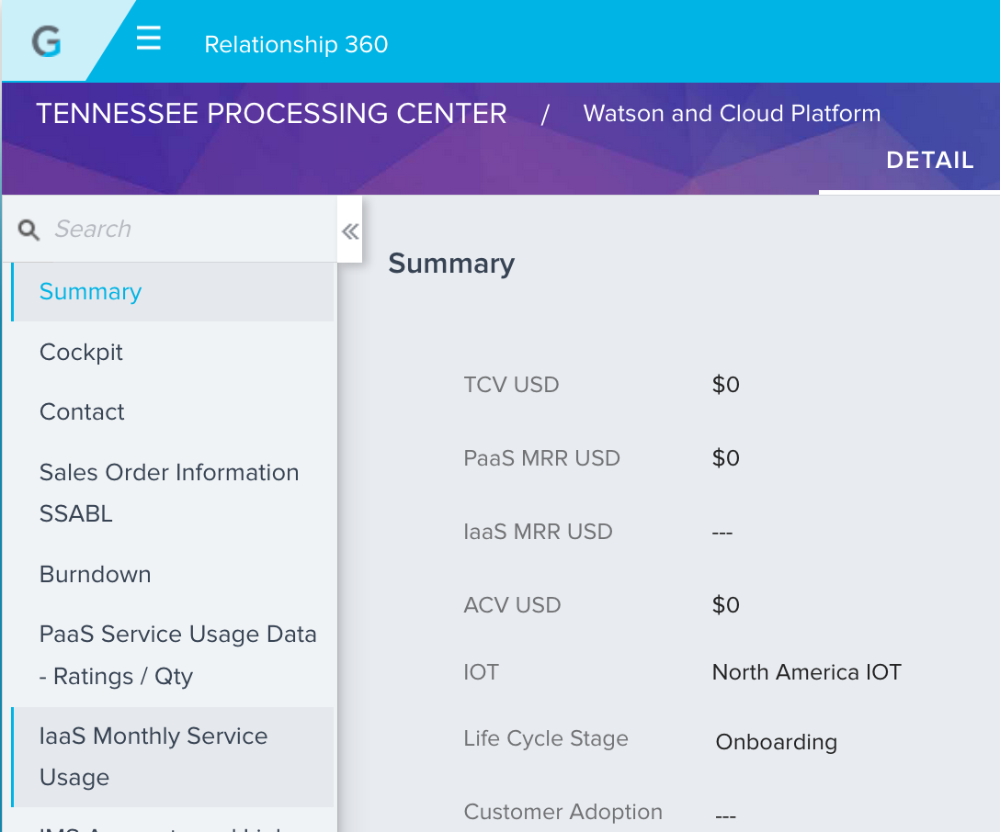 G
Relationship 360
TENNESSEE PROCESSING CENTER / Watson and Cloud Platform
DETAIL
Search
Summary
Cockpit
Contact
Sales Order Information
SSABL
Burndown
PaaS Service Usage Data
- Ratings / Qty
IaaS Monthly Service
Usage
Summary
TCV USD $0
PaaS MRR USD $0
IaaS MRR USD ---
ACV USD $0
IOT North America IOT
Life Cycle Stage Onboarding
Customer Adoption ---